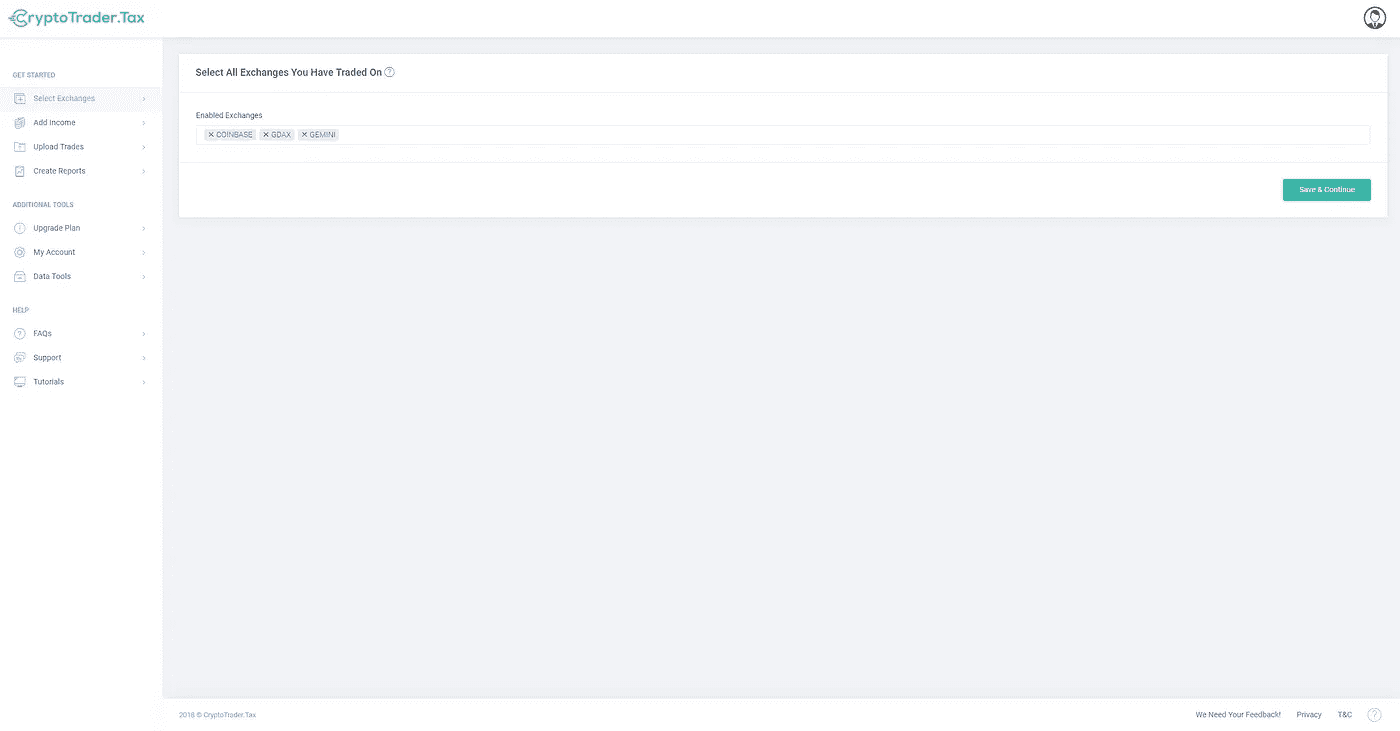 CryptoTrader.Tax
GET STARTED
Select Exchanges
Add Income
Upload Trades
Create Reports
ADDITIONAL TOOLS
Upgrade Plan
My Account
Data Tools
HELP
FAQs
Support
Tutorials
Select All Exchanges You Have Traded On ?
Enabled Exchanges
× COINBASE × GDAX × GEMINI
Save & Continue
2018 © CryptoTrader.Tax
We Need Your Feedback! Privacy T&C ?